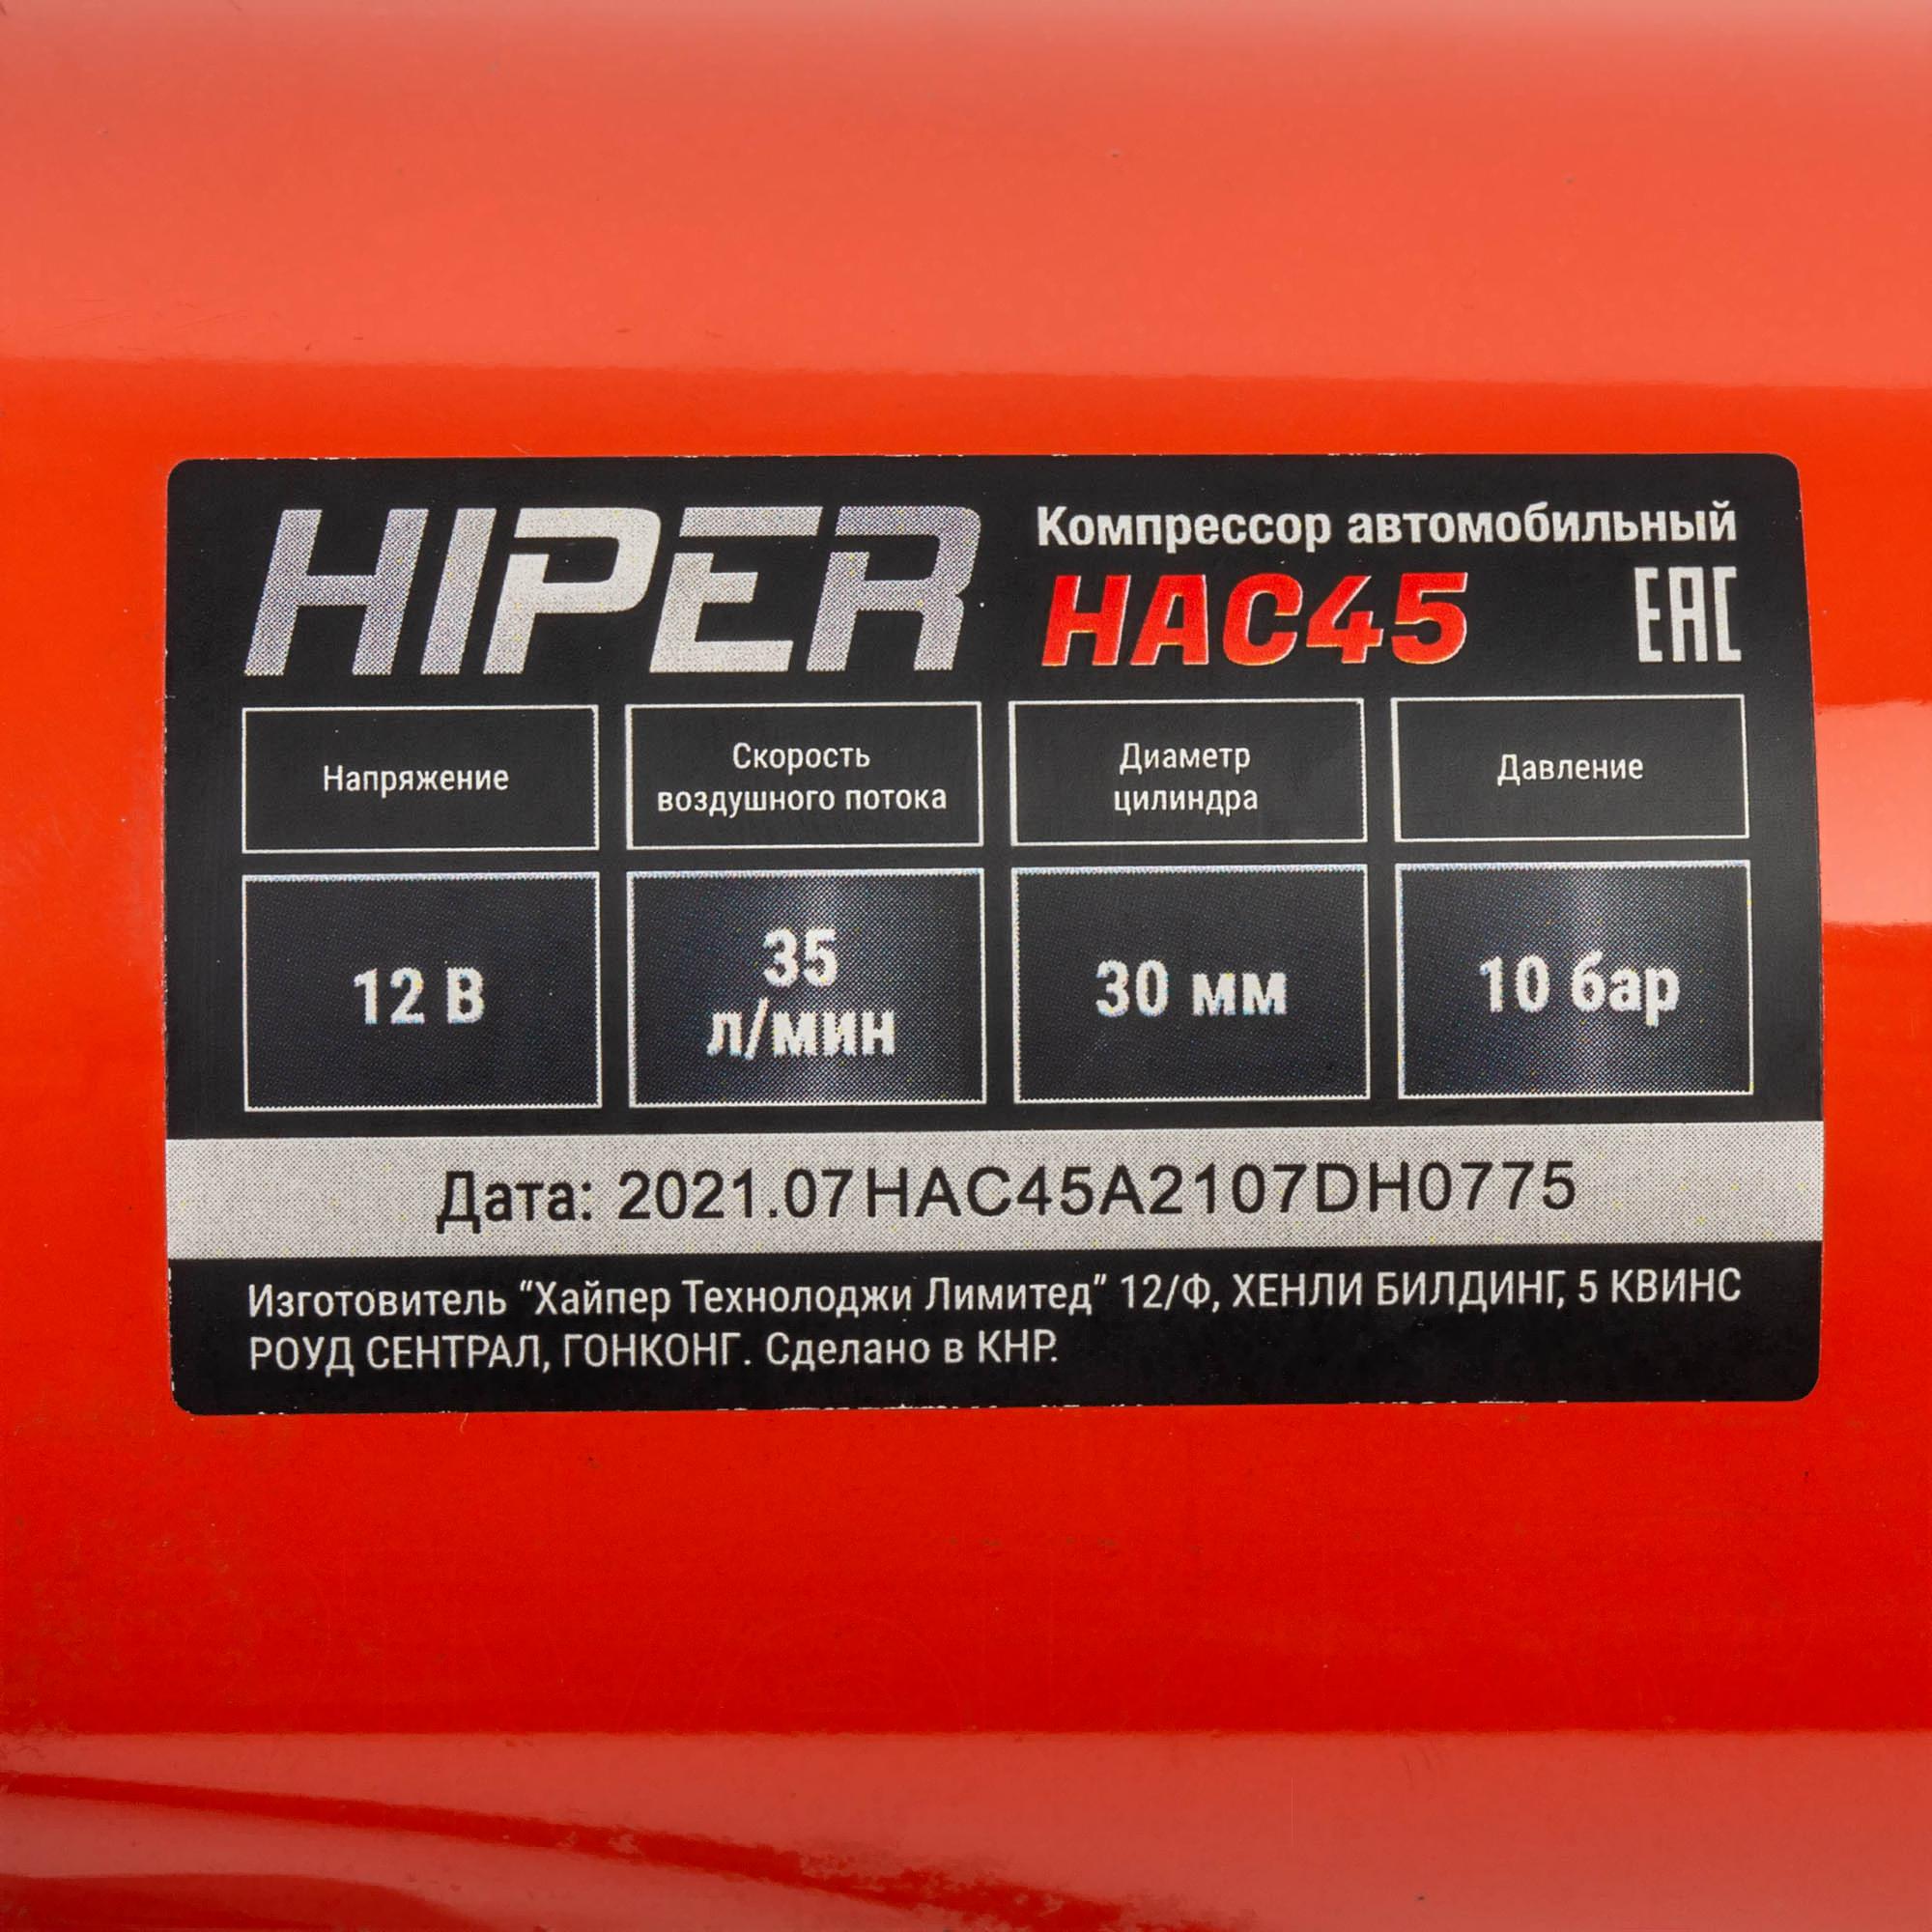 HIPER
Компрессор автомобильный
HAC45
EAC
Напряжение
Скорость
воздушного потока
Диаметр
цилиндра
Давление
12 В
35
л/мин
30 мм
10 бар
Дата: 2021.07HAC45A2107DH0775
Изготовитель “Хайпер Технолоджи Лимитед” 12/Ф, ХЕНЛИ БИЛДИНГ, 5 КВИНС
РОУД СЕНТРАЛ, ГОНКОНГ. Сделано в КНР.